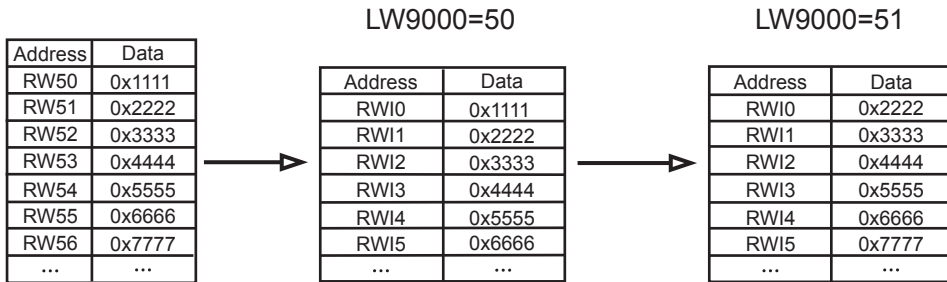 LW9000=50 LW9000=51
Address Data
RW50 0x1111
RW51 0x2222
RW52 0x3333
RW53 0x4444
RW54 0x5555
RW55 0x6666
RW56 0x7777
... ...
Address Data
RWI0 0x1111
RWI1 0x2222
RWI2 0x3333
RWI3 0x4444
RWI4 0x5555
RWI5 0x6666
... ...
Address Data
RWI0 0x2222
RWI1 0x3333
RWI2 0x4444
RWI3 0x5555
RWI4 0x6666
RWI5 0x7777
... ...